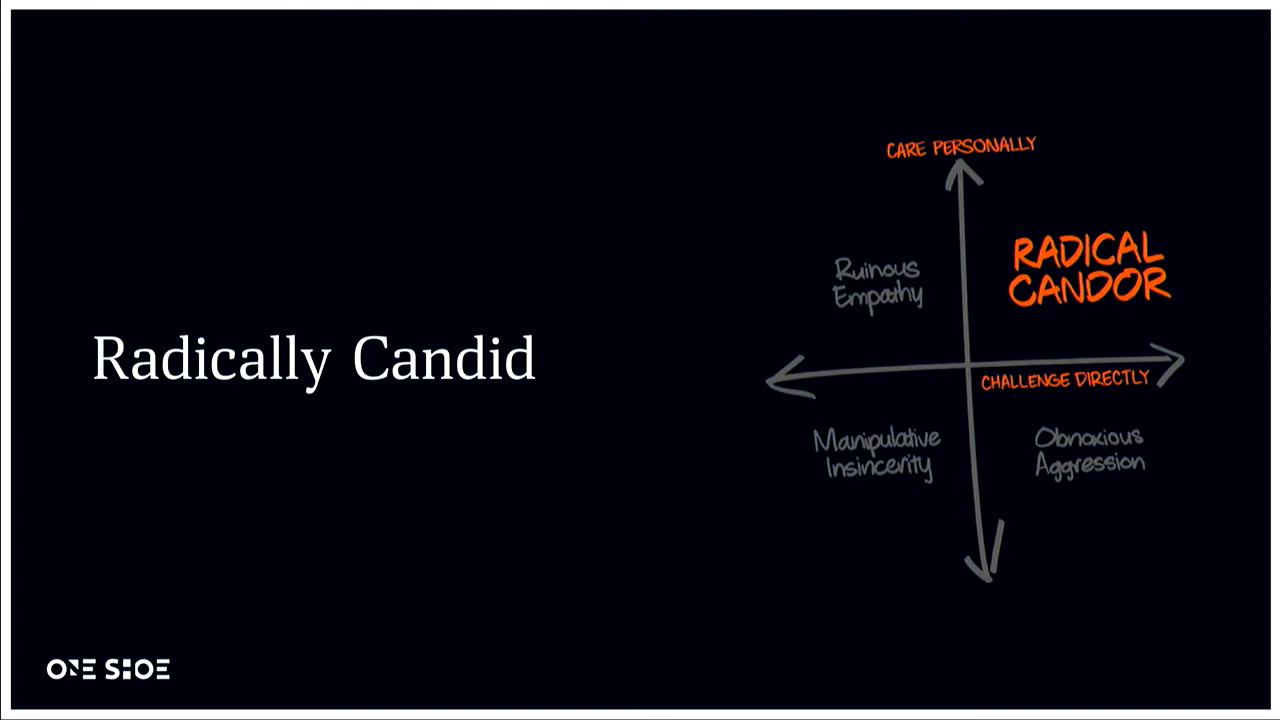 Radically Candid
CARE PERSONALLY
Ruinous
Empathy
RADICAL
CANDOR
CHALLENGE DIRECTLY
Manipulative
Insincerity
Obnoxious
Aggression
ONE SHOE